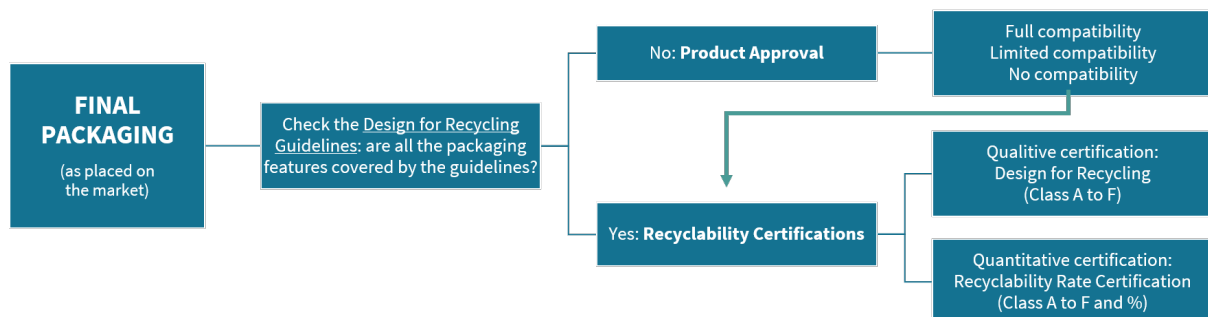 FINAL
PACKAGING
(as placed on
the market)
Check the Design for Recycling
Guidelines: are all the packaging
features covered by the guidelines?
No: Product Approval
Full compatibility
Limited compatibility
No compatibility
Yes: Recyclability Certifications
Qualitive certification:
Design for Recycling
(Class A to F)
Quantitative certification:
Recyclability Rate Certification
(Class A to F and %)